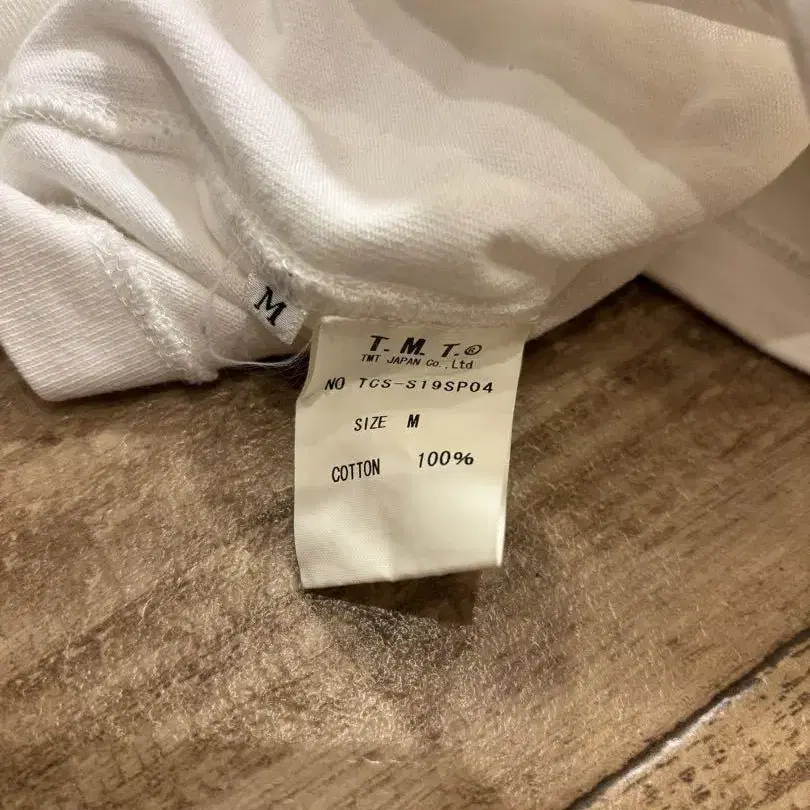 M
T. M. T.®
TMT JAPAN Co.,Ltd
NO TCS-S19SP04
SIZE M
COTTON 100%